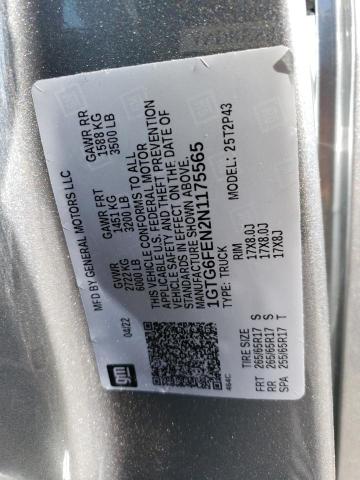 MFD BY GENERAL MOTORS LLC
04/22 GVWR GAWR FRT GAWR RR
2722 KG 1451 KG 1588 KG
6000 LB 3200 LB 3500 LB
THIS VEHICLE CONFORMS TO ALL
APPLICABLE U.S. FEDERAL MOTOR
VEHICLE SAFETY AND THEFT PREVENTION
STANDARDS IN EFFECT ON THE DATE OF
MANUFACTURE SHOWN ABOVE.
1GTG6FEN2N1175565
TYPE: TRUCK MODEL: 25T2P43
TIRE SIZE RIM
FRT 265/65R17 S 17X8.0J
RR 265/65R17 S 17X8.0J
SPA 255/65R17 T 17X8J
gm
464C